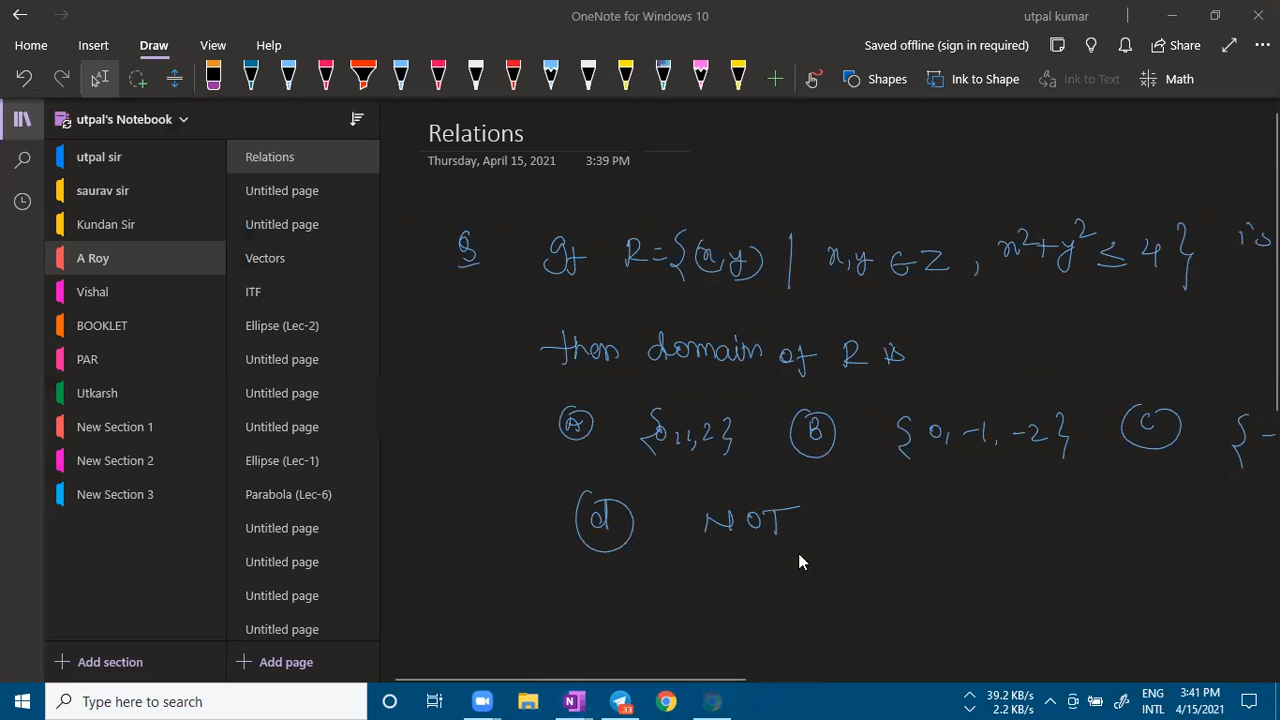 OneNote for Windows 10
utpal kumar
Home Insert Draw View Help
Saved offline (sign in required)
Share
Shapes
Ink to Shape
Ink to Text
Math
utpal's Notebook
utpal sir
saurav sir
Kundan Sir
A Roy
Vishal
BOOKLET
PAR
Utkarsh
New Section 1
New Section 2
New Section 3
Add section
Relations
Untitled page
Untitled page
Vectors
ITF
Ellipse (Lec-2)
Untitled page
Untitled page
Untitled page
Ellipse (Lec-1)
Parabola (Lec-6)
Untitled page
Untitled page
Untitled page
Untitled page
Add page
Relations
Thursday, April 15, 2021 3:39 PM
Q If R={(x,y) | x,y ∈ Z, x²+y² ≤ 4} is
then domain of R is
A {0,1,2} B {0,-1,-2} C {-
d NOT
Type here to search
33
39.2 KB/s
2.2 KB/s
ENG
INTL
3:41 PM
4/15/2021